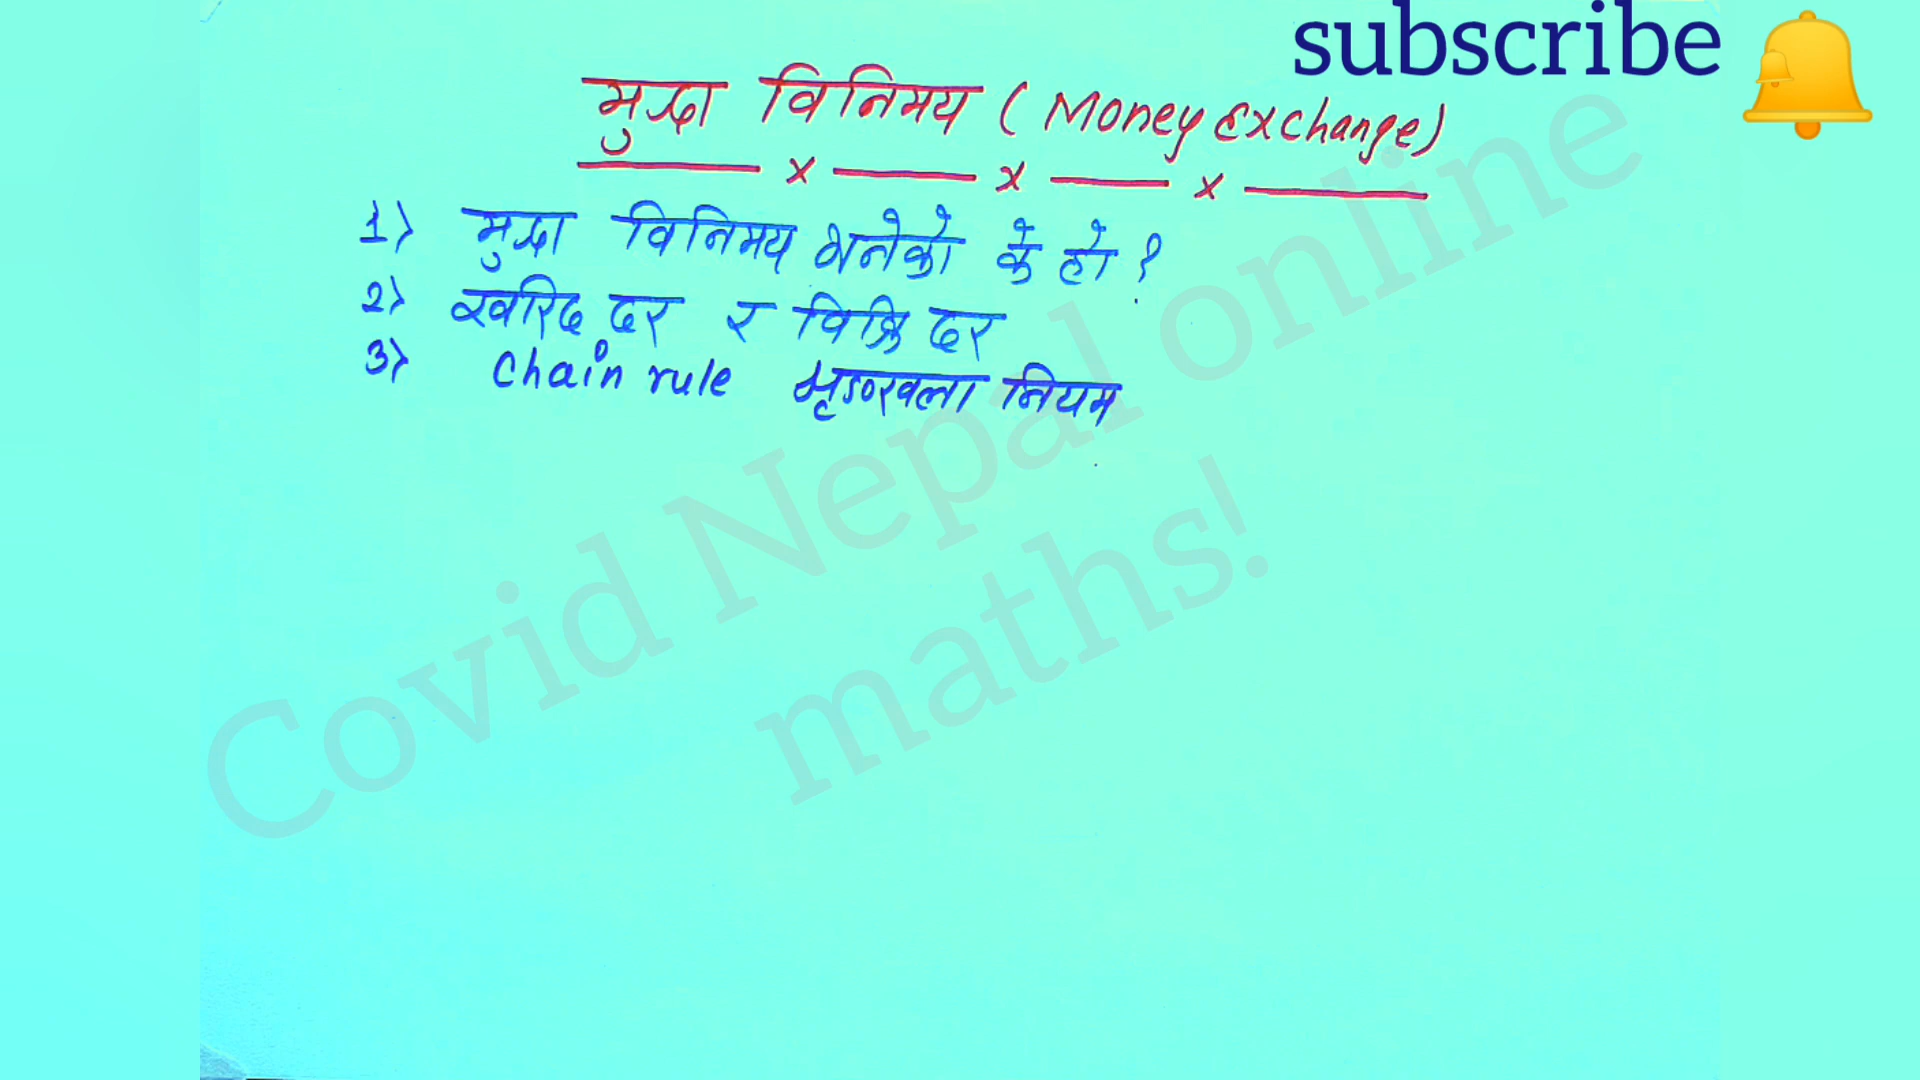 subscribe
मुद्रा विनिमय ( Money Exchange)
1) मुद्रा विनिमय भनेको के हो ?
2) खरिद दर र विक्रि दर
3) Chain rule श्रृङखला नियम
Covid Nepal online
maths!